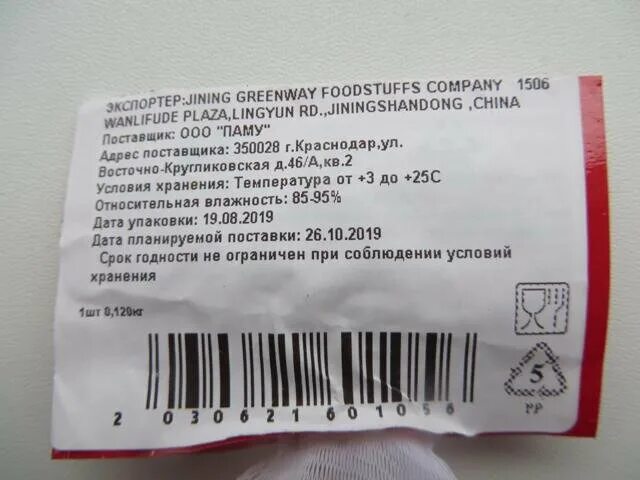 ЭКСПОРТЕР:JINING GREENWAY FOODSTUFFS COMPANY 1506
WANLIFUDE PLAZA,LINGYUN RD.,JININGSHANDONG ,CHINA
Поставщик: ООО "ПАМУ"
Адрес поставщика: 350028 г.Краснодар,ул.
Восточно-Кругликовская д.46/А,кв.2
Условия хранения: Температура от +3 до +25С
Относительная влажность: 85-95%
Дата упаковки: 19.08.2019
Дата планируемой поставки: 26.10.2019
Срок годности не ограничен при соблюдении условий
хранения
1шт 0,120кг
2 030621 601056
5
PP